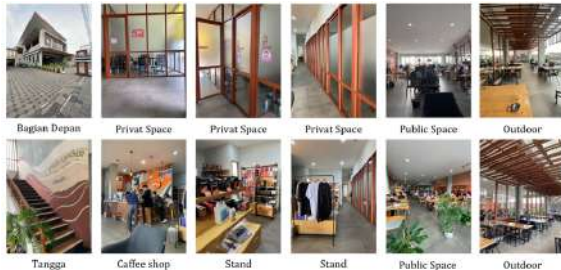 Bagian Depan
Privat Space
Privat Space
Privat Space
Public Space
Outdoor
Tangga
Caffee shop
Stand
Stand
Public Space
Outdoor